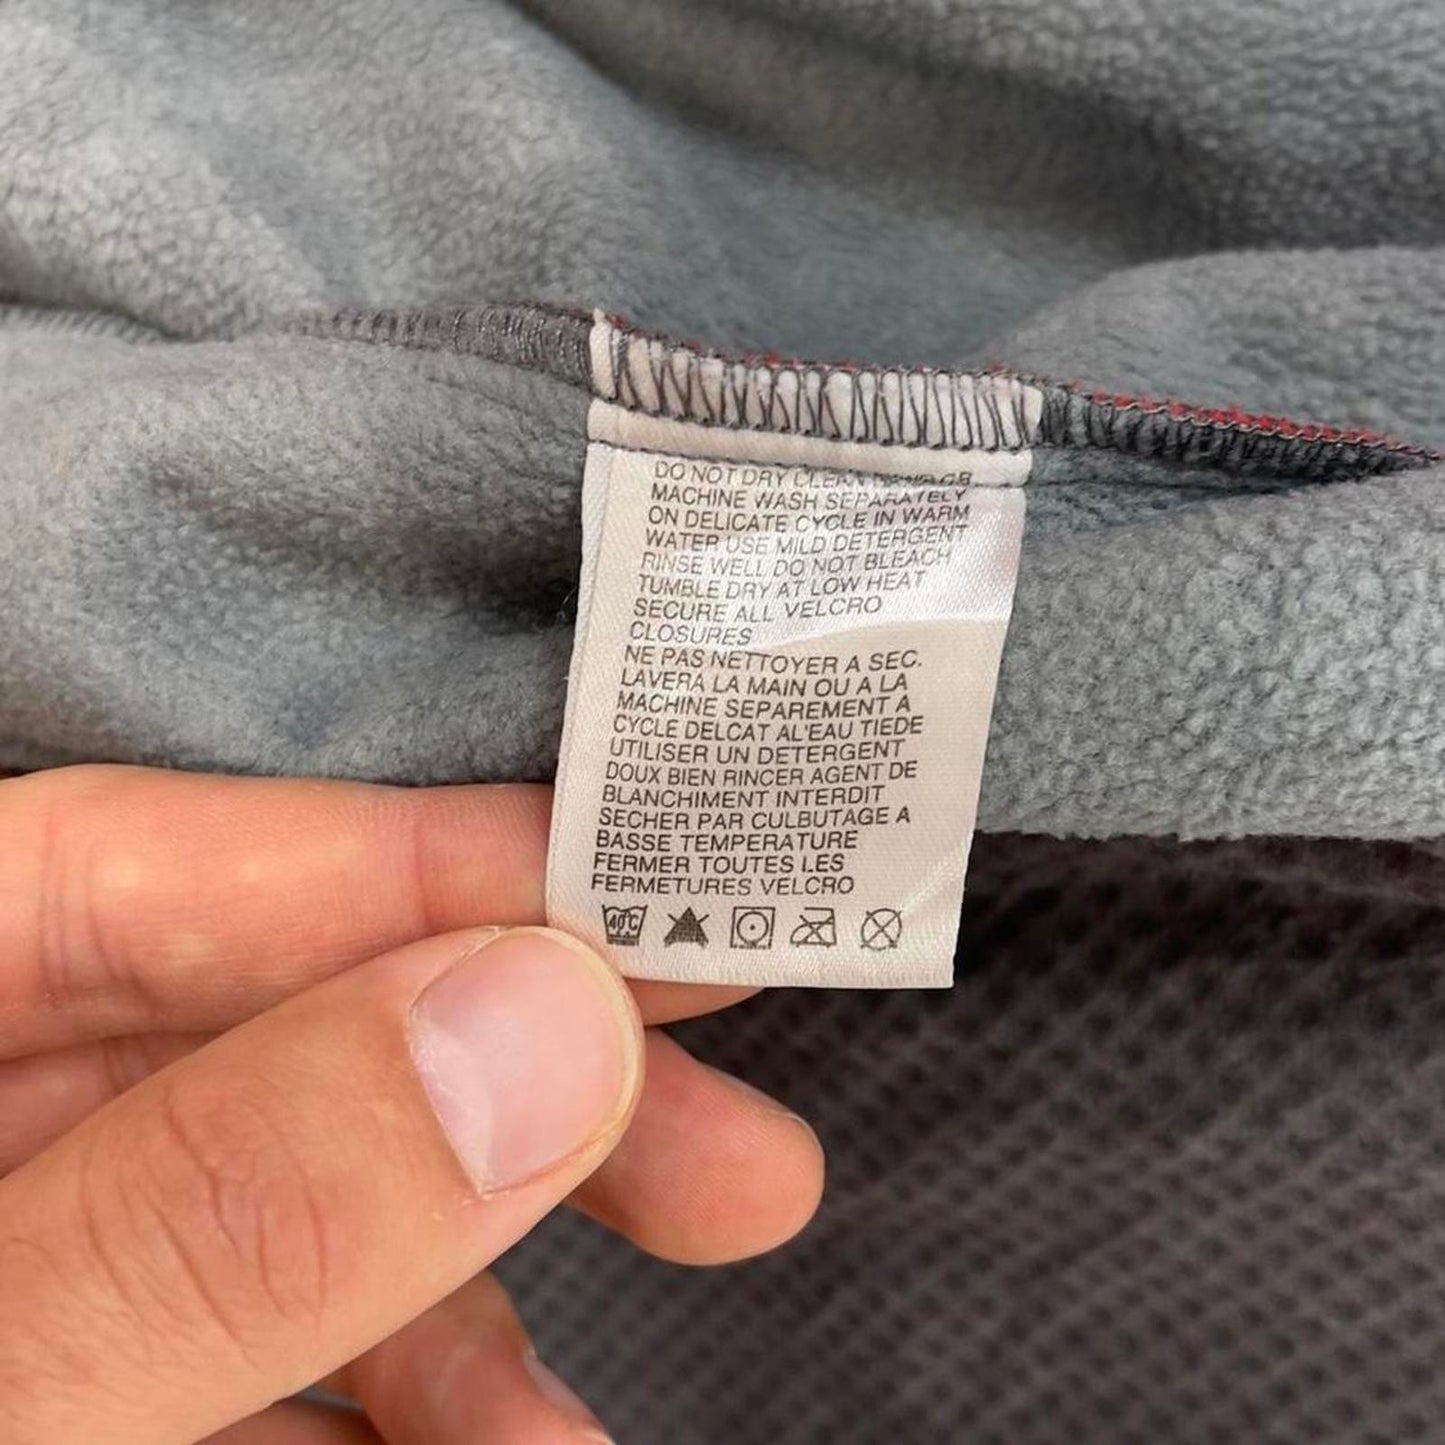 DO NOT DRY CLEAN HAND OR
MACHINE WASH SEPARATELY
ON DELICATE CYCLE IN WARM
WATER USE MILD DETERGENT
RINSE WELL DO NOT BLEACH
TUMBLE DRY AT LOW HEAT
SECURE ALL VELCRO
CLOSURES
NE PAS NETTOYER A SEC.
LAVERA LA MAIN OU A LA
MACHINE SEPAREMENT A
CYCLE DELCAT AL'EAU TIEDE
UTILISER UN DETERGENT
DOUX BIEN RINCER AGENT DE
BLANCHIMENT INTERDIT
SECHER PAR CULBUTAGE A
BASSE TEMPERATURE
FERMER TOUTES LES
FERMETURES VELCRO
40°C